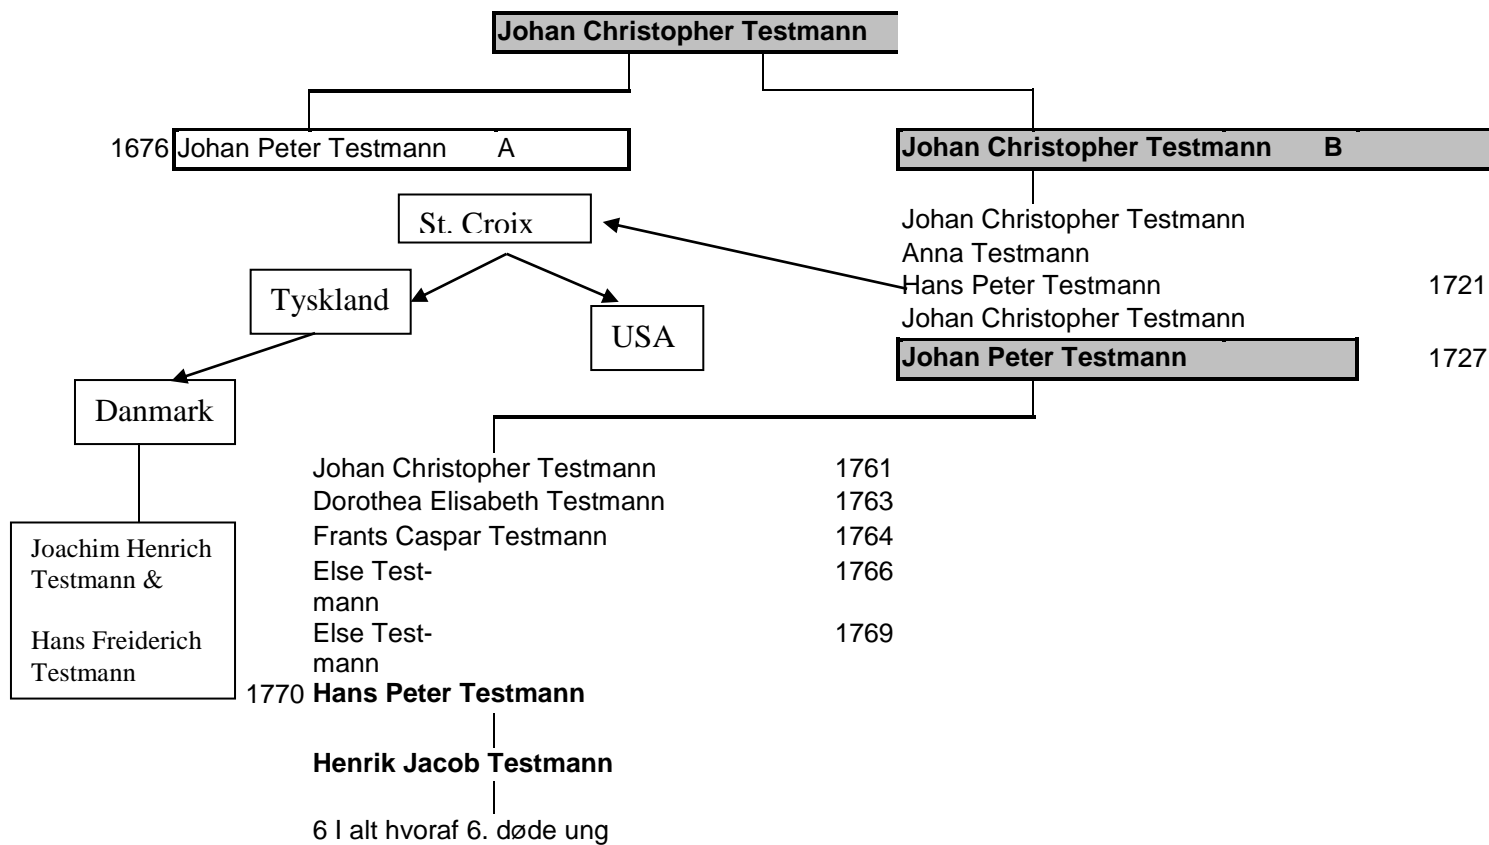 Johan Christopher Testmann
1676 Johan Peter Testmann A
Johan Christopher Testmann B
St. Croix
Johan Christopher Testmann
Anna Testmann
Hans Peter Testmann 1721
Johan Christopher Testmann
Johan Peter Testmann 1727
Tyskland
USA
Danmark
Johan Christopher Testmann 1761
Dorothea Elisabeth Testmann 1763
Frants Caspar Testmann 1764
Else Test- 1766
mann
Else Test- 1769
mann
1770 Hans Peter Testmann
Joachim Henrich
Testmann &
Hans Freiderich
Testmann
Henrik Jacob Testmann
6 I alt hvoraf 6. døde ung